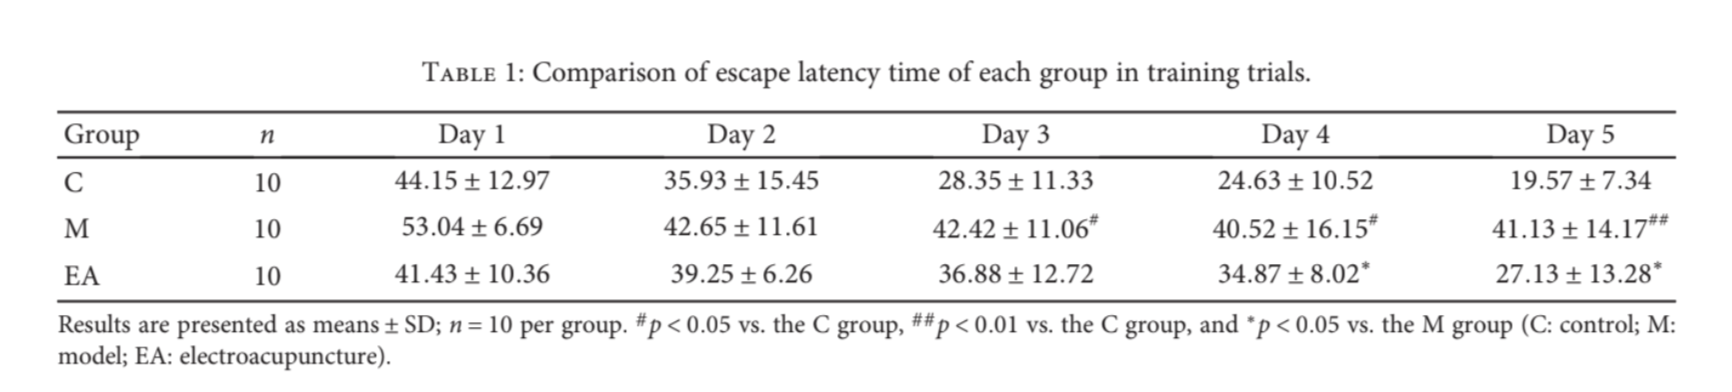 TABLE 1: Comparison of escape latency time of each group in training trials.
Group n Day 1 Day 2 Day 3 Day 4 Day 5
C 10 44.15 ± 12.97 35.93 ± 15.45 28.35 ± 11.33 24.63 ± 10.52 19.57 ± 7.34
M 10 53.04 ± 6.69 42.65 ± 11.61 42.42 ± 11.06# 40.52 ± 16.15# 41.13 ± 14.17##
EA 10 41.43 ± 10.36 39.25 ± 6.26 36.88 ± 12.72 34.87 ± 8.02* 27.13 ± 13.28*
Results are presented as means ± SD; n = 10 per group. #p < 0.05 vs. the C group, ##p < 0.01 vs. the C group, and *p < 0.05 vs. the M group (C: control; M:
model; EA: electroacupuncture).